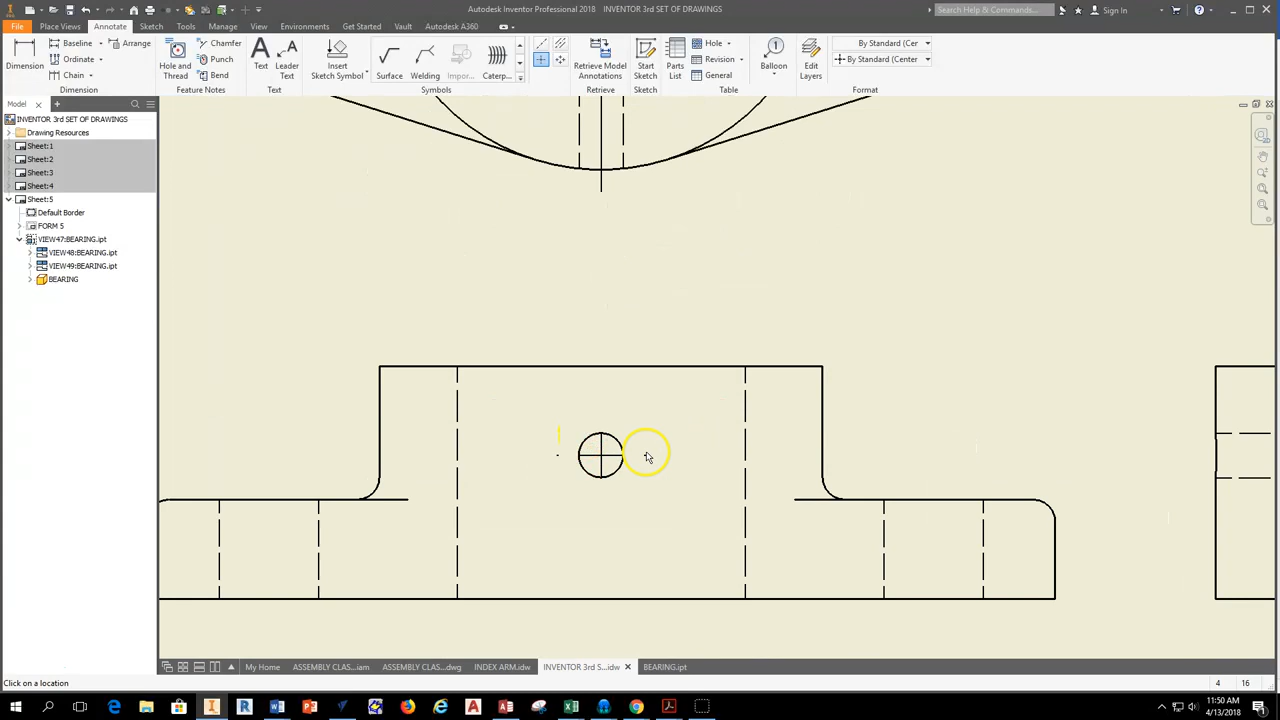 Autodesk Inventor Professional 2018 INVENTOR 3rd SET OF DRAWINGS
Search Help & Commands...
Sign In
File Place Views Annotate Sketch Tools Manage View Environments Get Started Vault Autodesk A360
Dimension
Baseline
Ordinate
Chain
Arrange
Dimension
Hole and Thread
Chamfer
Punch
Bend
Feature Notes
Text
Leader Text
Text
Insert Sketch Symbol
Surface
Welding
Impor...
Caterp...
Symbols
Retrieve Model Annotations
Retrieve
Start Sketch
Sketch
Parts List
Hole
Revision
General
Table
Balloon
Edit Layers
By Standard (Cer
By Standard (Center
Format
Model
INVENTOR 3rd SET OF DRAWINGS
Drawing Resources
Sheet:1
Sheet:2
Sheet:3
Sheet:4
Sheet:5
Default Border
FORM 5
VIEW47:BEARING.ipt
VIEW48:BEARING.ipt
VIEW49:BEARING.ipt
BEARING
My Home ASSEMBLY CLAS...iam ASSEMBLY CLAS...dwg INDEX ARM.idw INVENTOR 3rd S...idw BEARING.ipt
Click on a location
4 16
11:50 AM
4/13/2018